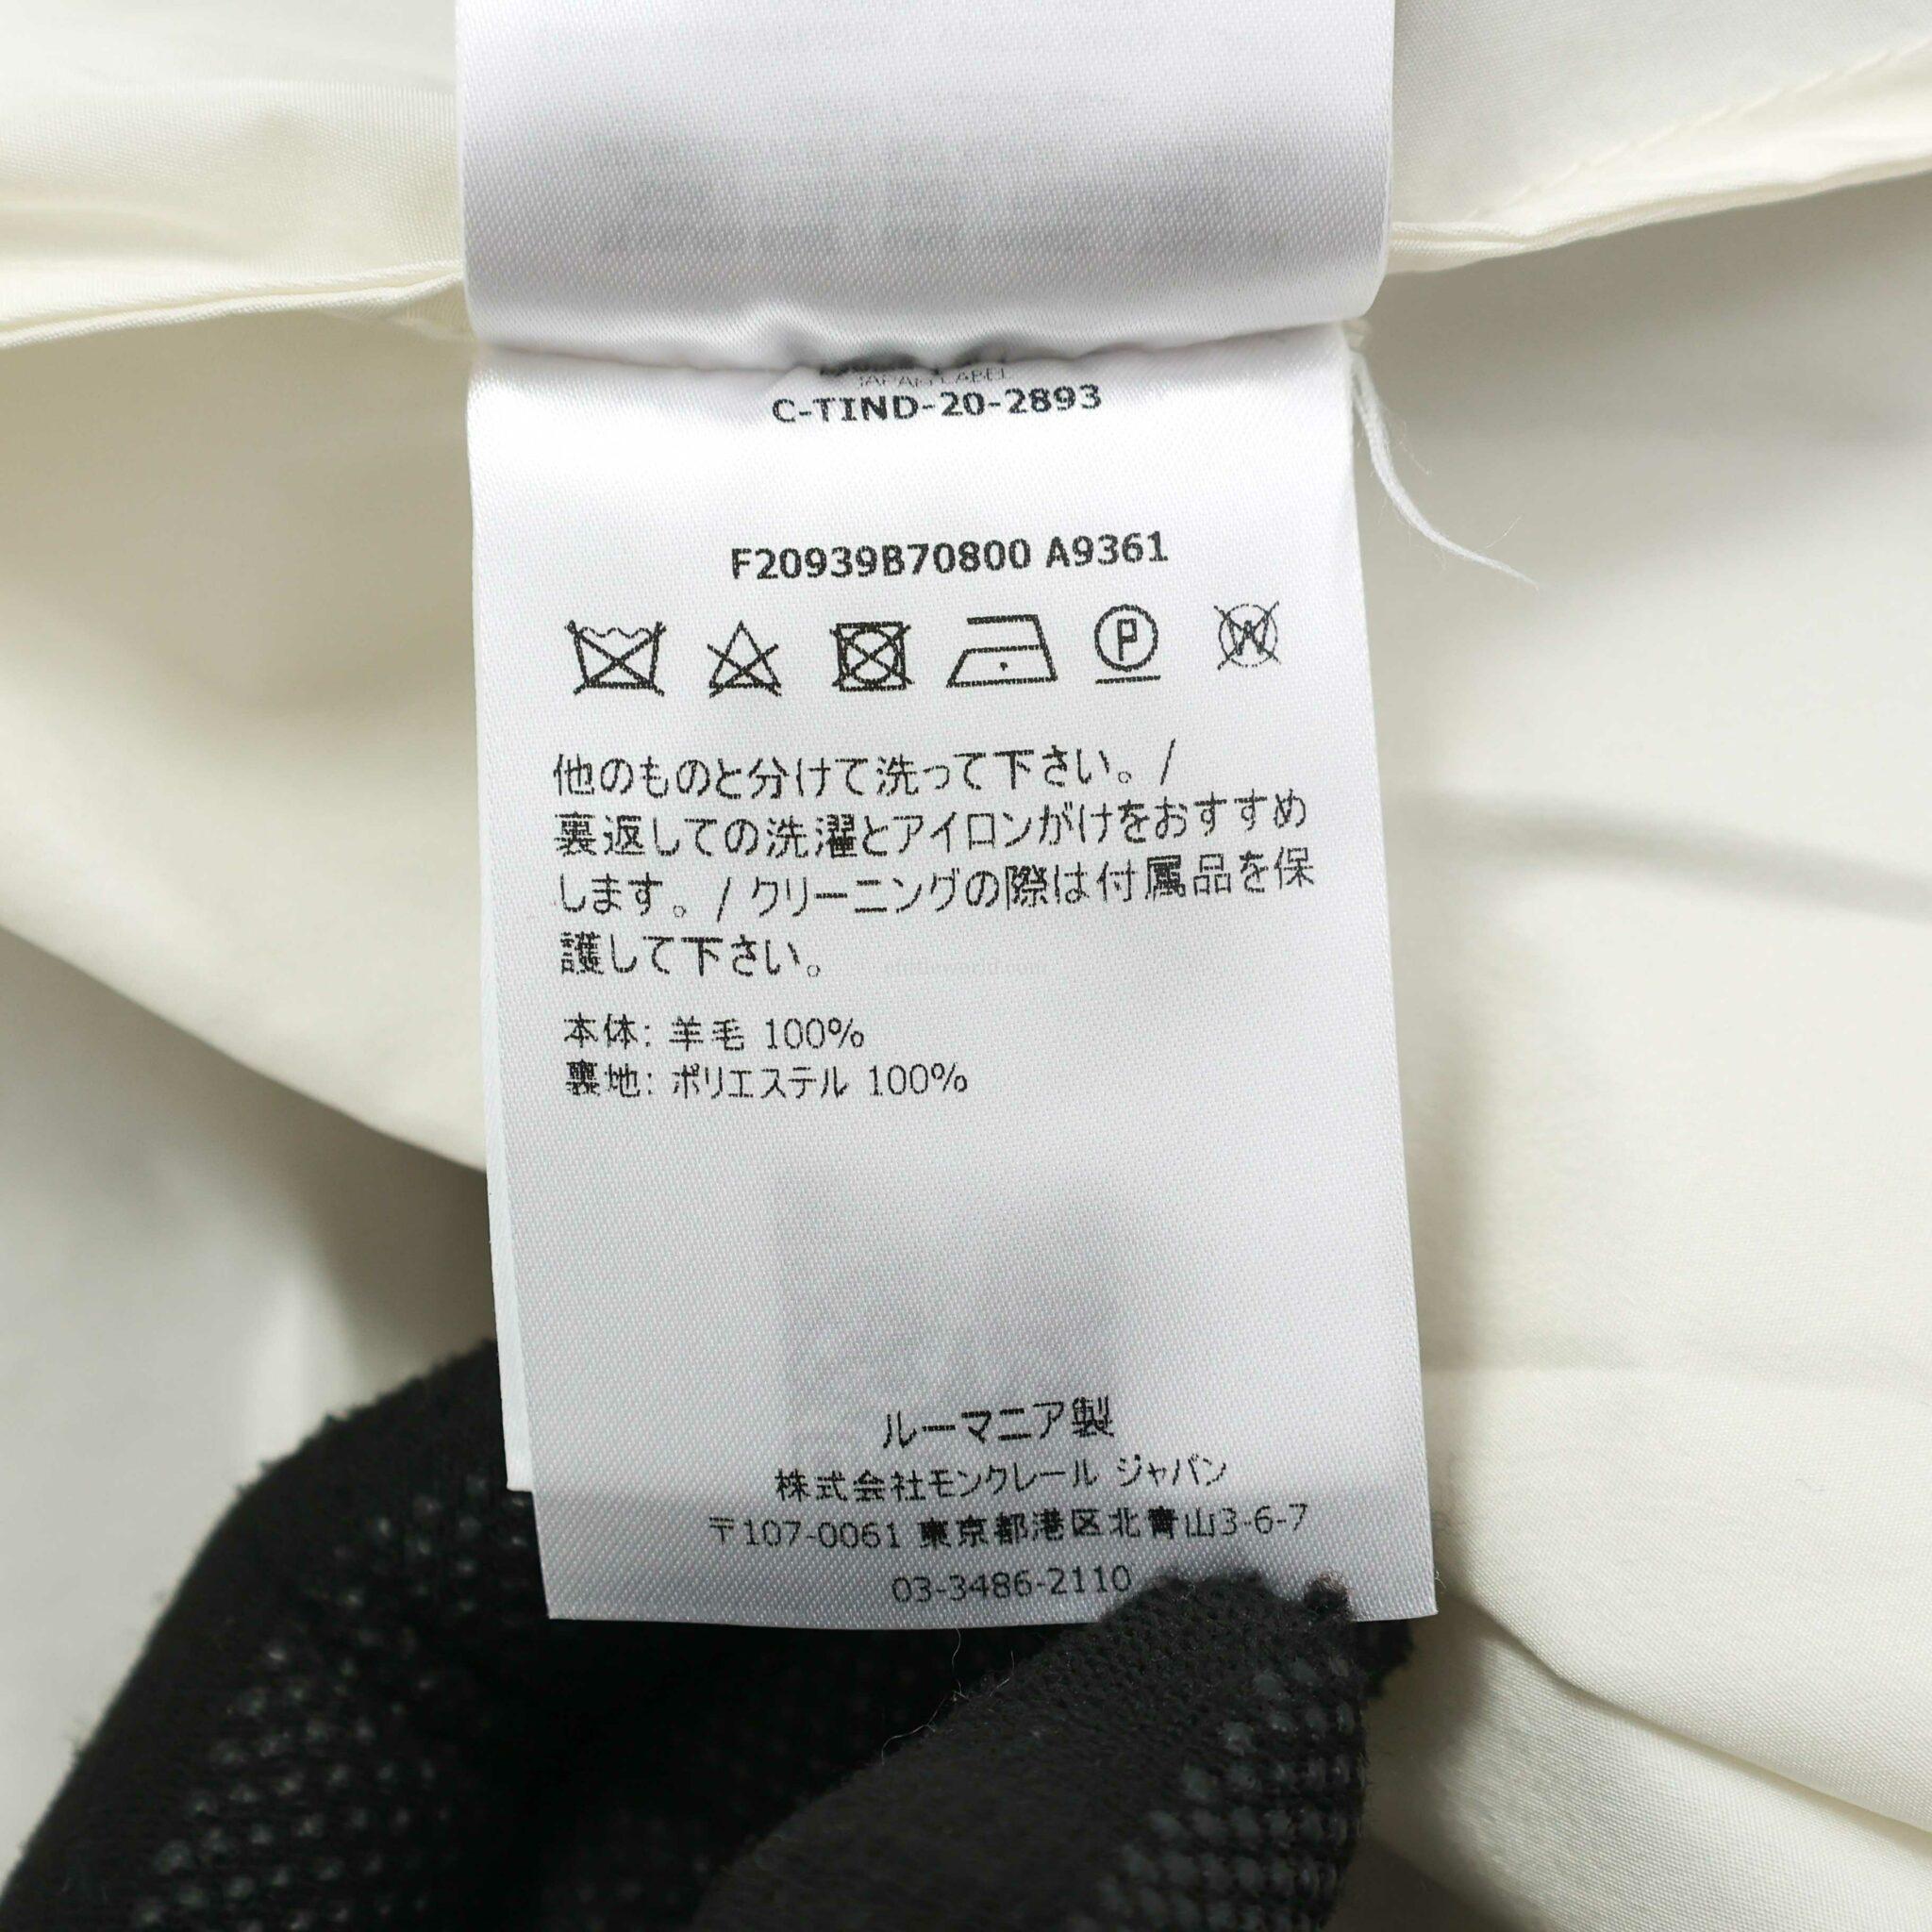 JAPAN LABEL
C-TIND-20-2893
F20939B70800 A9361
P
W
他のものと分けて洗って下さい。/
裏返しての洗濯とアイロンがけをおすすめ
します。/ クリーニングの際は付属品を保
護して下さい。
本体: 羊毛 100%
裏地: ポリエステル 100%
ルーマニア製
株式会社モンクレール ジャパン
〒107-0061 東京都港区北青山3-6-7
03-3486-2110